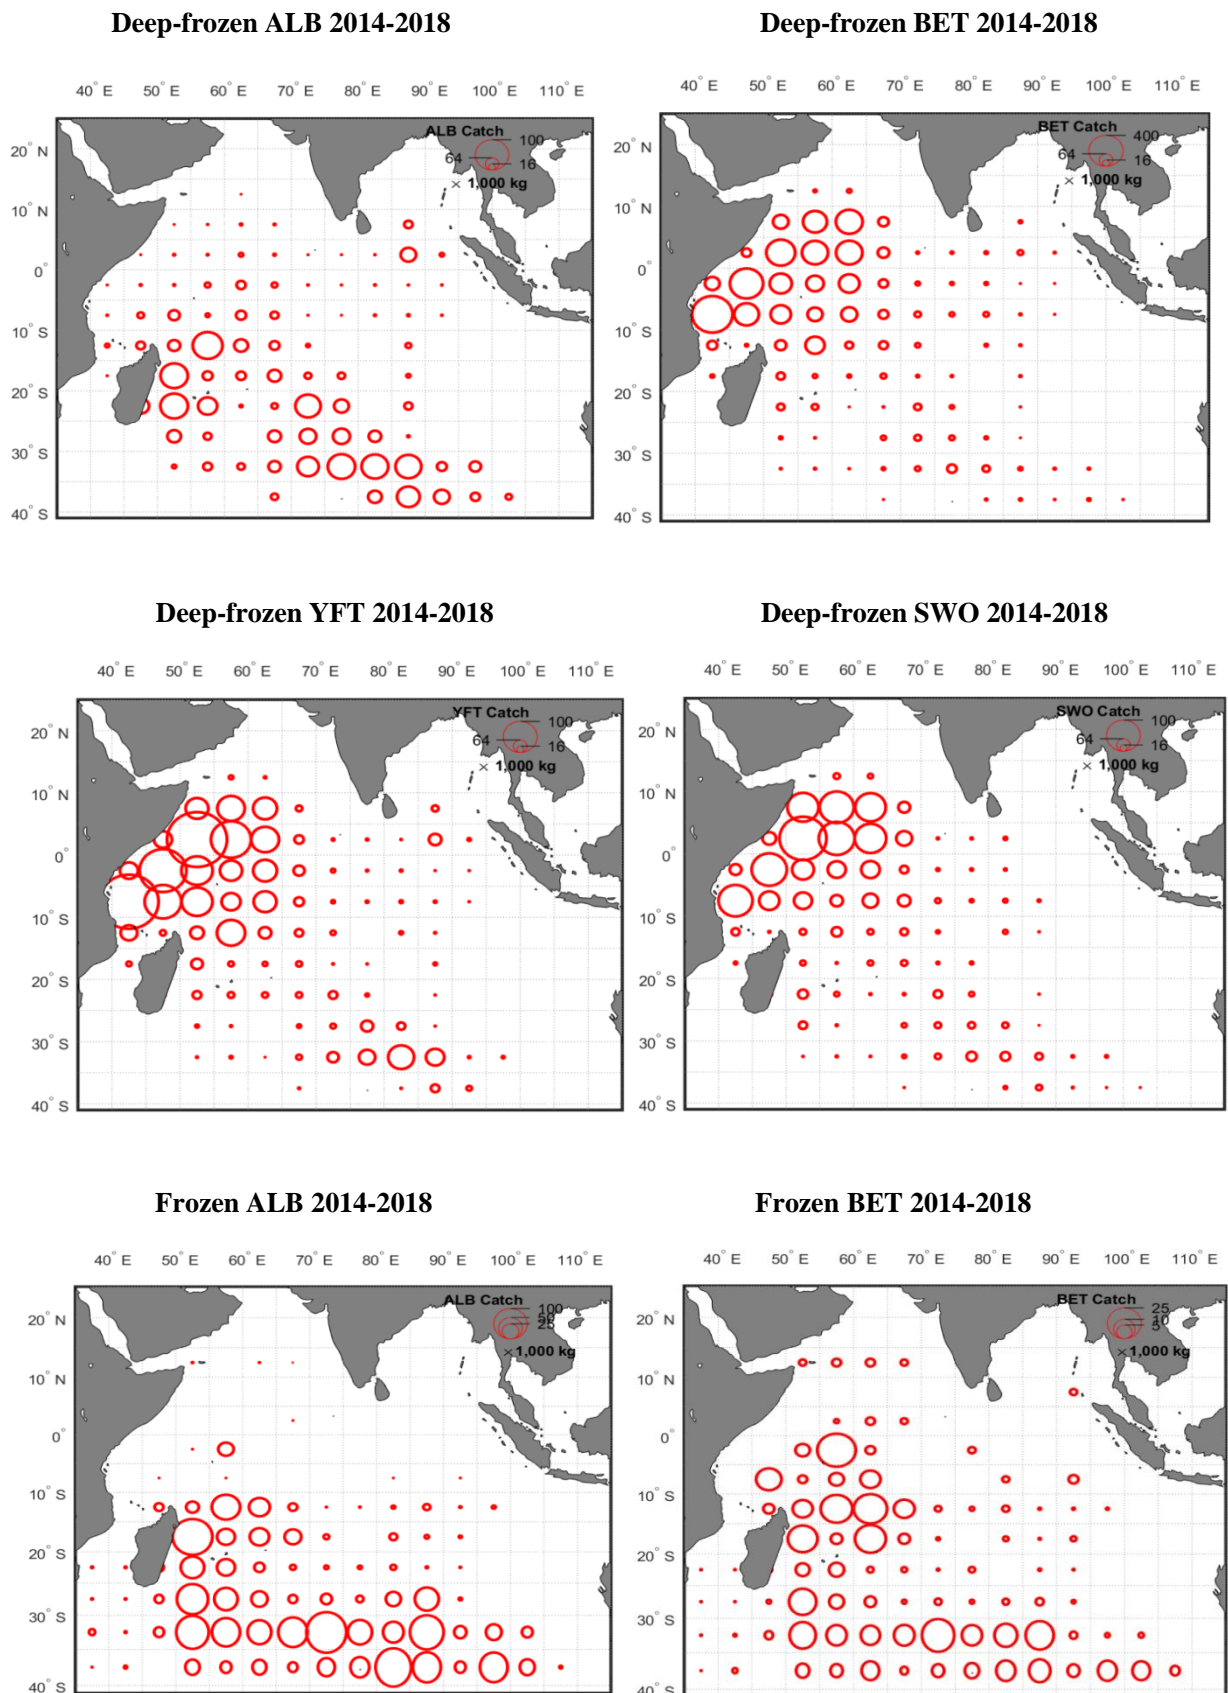 Deep-frozen ALB 2014-2018
Deep-frozen BET 2014-2018
40° E 50° E 60° E 70° E 80° E 90° E 100° E 110° E
20° N
10° N
0°
10° S
20° S
30° S
40° S
ALB Catch
100
64
16
× 1,000 kg
40° E 50° E 60° E 70° E 80° E 90° E 100° E 110° E
20° N
10° N
0°
10° S
20° S
30° S
40° S
BET Catch
400
64
16
× 1,000 kg
Deep-frozen YFT 2014-2018
Deep-frozen SWO 2014-2018
40° E 50° E 60° E 70° E 80° E 90° E 100° E 110° E
20° N
10° N
0°
10° S
20° S
30° S
40° S
YFT Catch
100
64
16
× 1,000 kg
40° E 50° E 60° E 70° E 80° E 90° E 100° E 110° E
20° N
10° N
0°
10° S
20° S
30° S
40° S
SWO Catch
100
64
16
× 1,000 kg
Frozen ALB 2014-2018
Frozen BET 2014-2018
40° E 50° E 60° E 70° E 80° E 90° E 100° E 110° E
20° N
10° N
0°
10° S
20° S
30° S
40° S
ALB Catch
100
50
25
×1,000 kg
40° E 50° E 60° E 70° E 80° E 90° E 100° E 110° E
20° N
10° N
0°
10° S
20° S
30° S
40° S
BET Catch
25
10
5
×1,000 kg